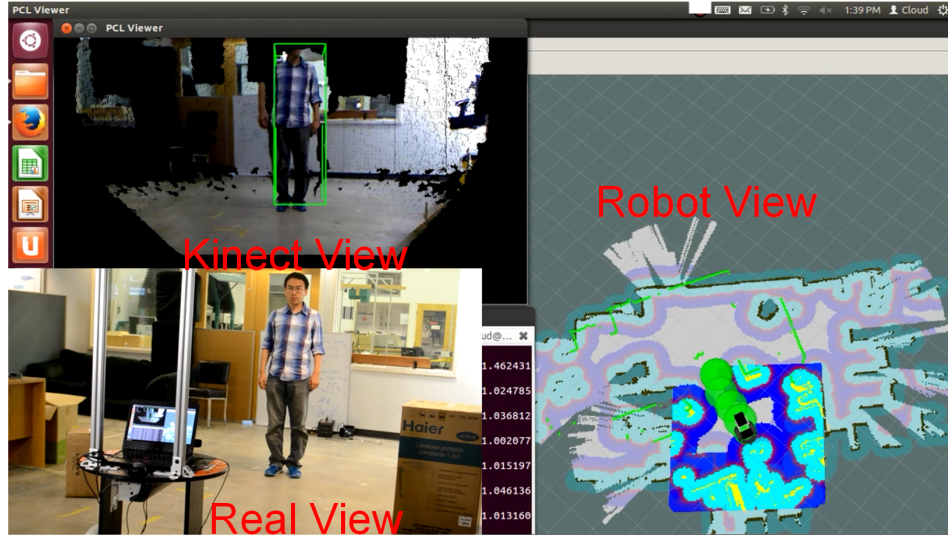 PCL Viewer
1:39 PM
Cloud
PCL Viewer
Kinect View
Robot View
ud@...
1.462431
1.024785
1.036812
1.002077
1.015197
1.046136
1.013160
Haier
Real View